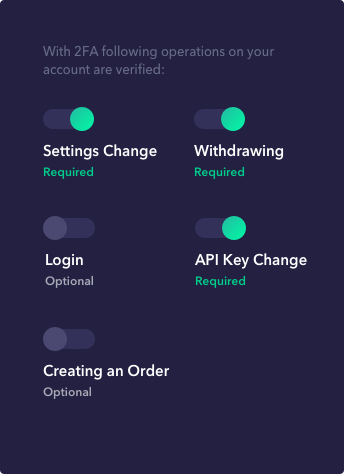 With 2FA following operations on your
account are verified:
Settings Change
Required
Withdrawing
Required
Login
Optional
API Key Change
Required
Creating an Order
Optional